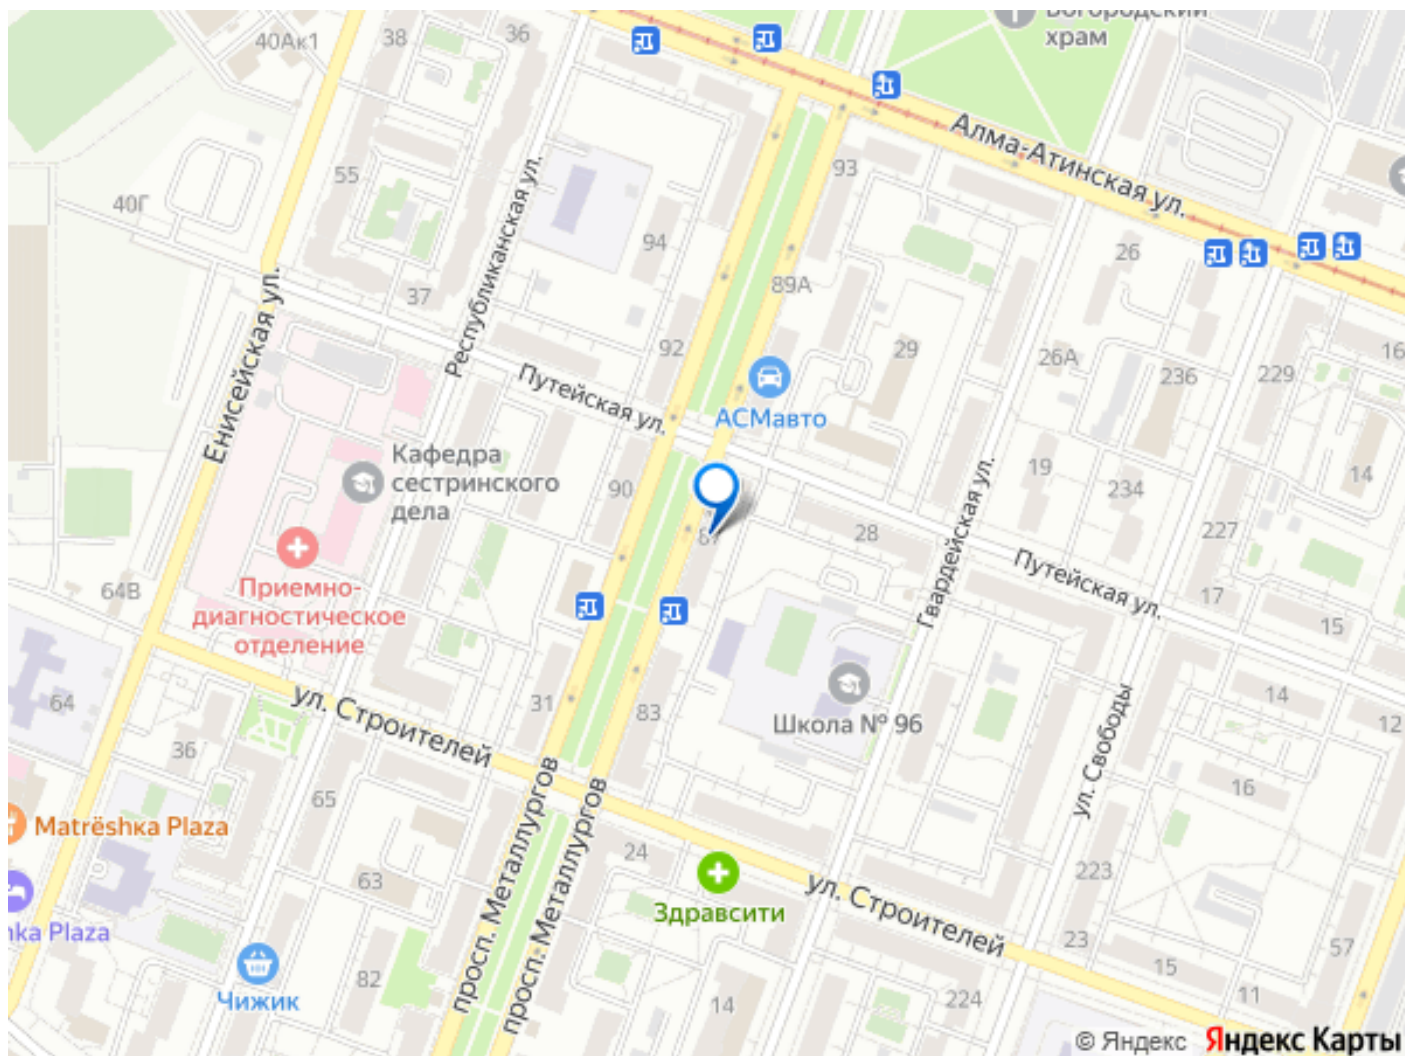 Богородский
храм
40Ак1
38
36
Алма-Атинская ул.
55
93
40Г
94
26
37
89А
Республиканская ул.
Енисейская ул.
92
29
26А
236
229
16
Путейская ул.
АСМавто
Кафедра
сестринского
дела
90
19
234
14
28
227
Гвардейская ул.
Путейская ул.
Приемно-
диагностическое
отделение
64В
17
15
64
31
83
Школа № 96
14
12
ул. Строителей
36
65
16
ул. Свободы
Matrёshka Plaza
просп. Металлургов
просп. Металлургов
24
63
Здравсити
ул. Строителей
223
nka Plaza
23
57
15
Чижик
82
14
224
11
© Яндекс
Яндекс Карты